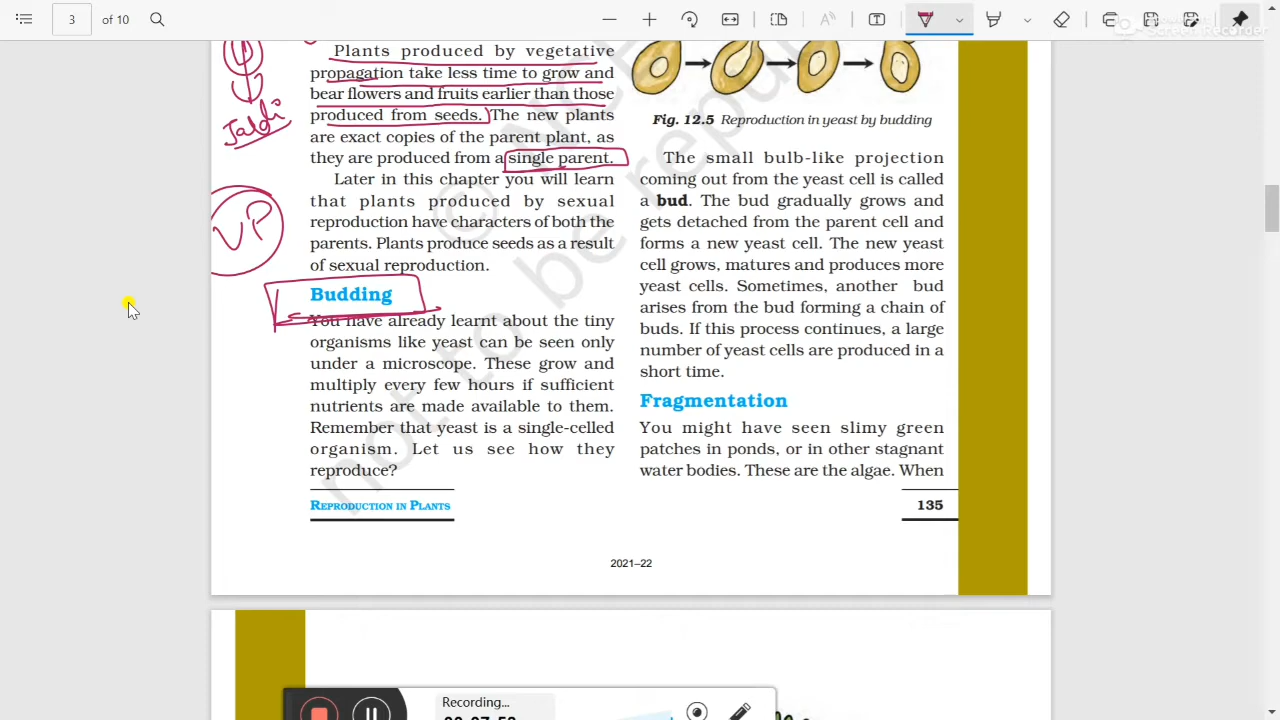 3
of 10
Plants produced by vegetative
propagation take less time to grow and
bear flowers and fruits earlier than those
produced from seeds. The new plants
are exact copies of the parent plant, as
they are produced from a single parent.
Later in this chapter you will learn
that plants produced by sexual
reproduction have characters of both the
parents. Plants produce seeds as a result
of sexual reproduction.
Jaldi
VP
Budding
You have already learnt about the tiny
organisms like yeast can be seen only
under a microscope. These grow and
multiply every few hours if sufficient
nutrients are made available to them.
Remember that yeast is a single-celled
organism. Let us see how they
reproduce?
Fig. 12.5 Reproduction in yeast by budding
The small bulb-like projection
coming out from the yeast cell is called
a bud. The bud gradually grows and
gets detached from the parent cell and
forms a new yeast cell. The new yeast
cell grows, matures and produces more
yeast cells. Sometimes, another bud
arises from the bud forming a chain of
buds. If this process continues, a large
number of yeast cells are produced in a
short time.
Fragmentation
You might have seen slimy green
patches in ponds, or in other stagnant
water bodies. These are the algae. When
REPRODUCTION IN PLANTS
135
2021–22
not to be republ
Screen Recorder
Recording...